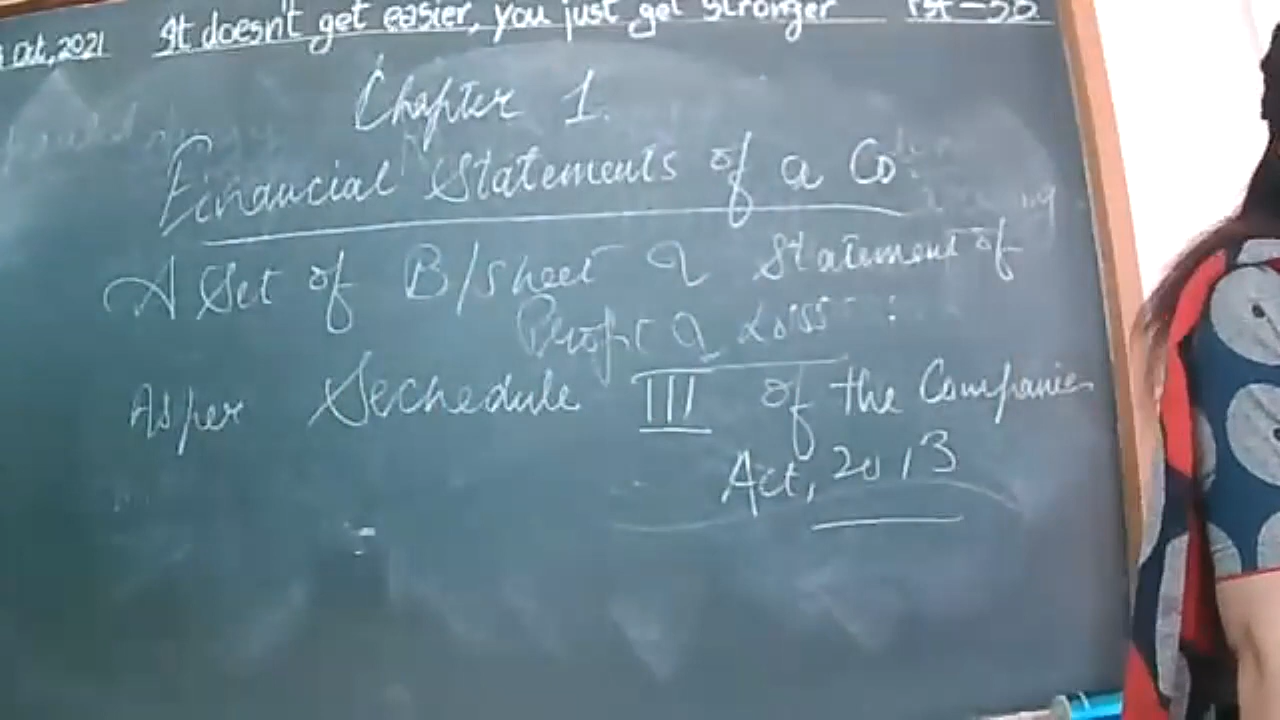 Oct, 2021 It doesn't get easier, you just get stronger
Chapter 1.
Financial Statements of a Co.
A Set of B/Sheet & Statement of
Profit & Loss :
As per Sechedule III of the Companies
Act, 2013